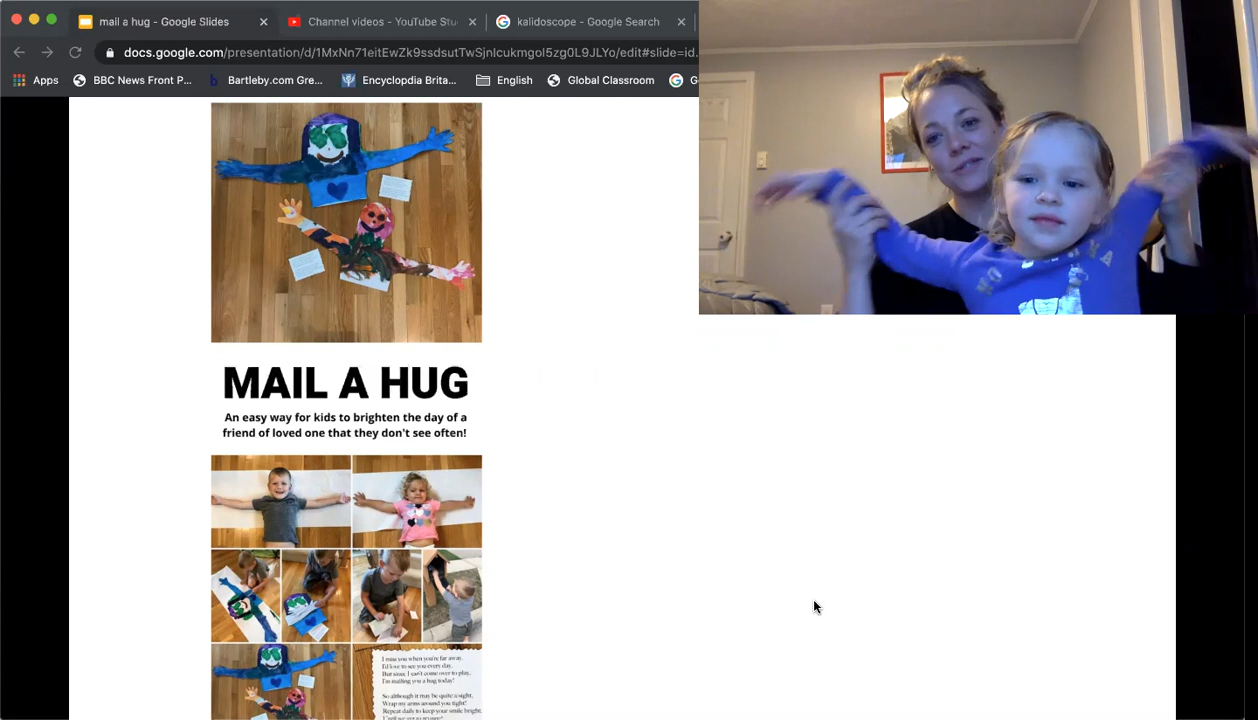 mail a hug - Google Slides
Channel videos - YouTube Stu
kalidoscope - Google Search
docs.google.com/presentation/d/1MxNn71eitEwZk9ssdsutTwSjnIcukmgol5zg0L9JLYo/edit#slide=id.
Apps
BBC News Front P...
Bartleby.com Gre...
Encyclopdia Brita...
English
Global Classroom
G
MAIL A HUG
An easy way for kids to brighten the day of a
friend of loved one that they don't see often!
I miss you when you're far away.
I'd love to see you every day.
But since I can't come over to play,
I'm mailing you a hug today!
So although it may be quite a sight,
Wrap my arms around you tight!
Repeat daily to keep your smile bright